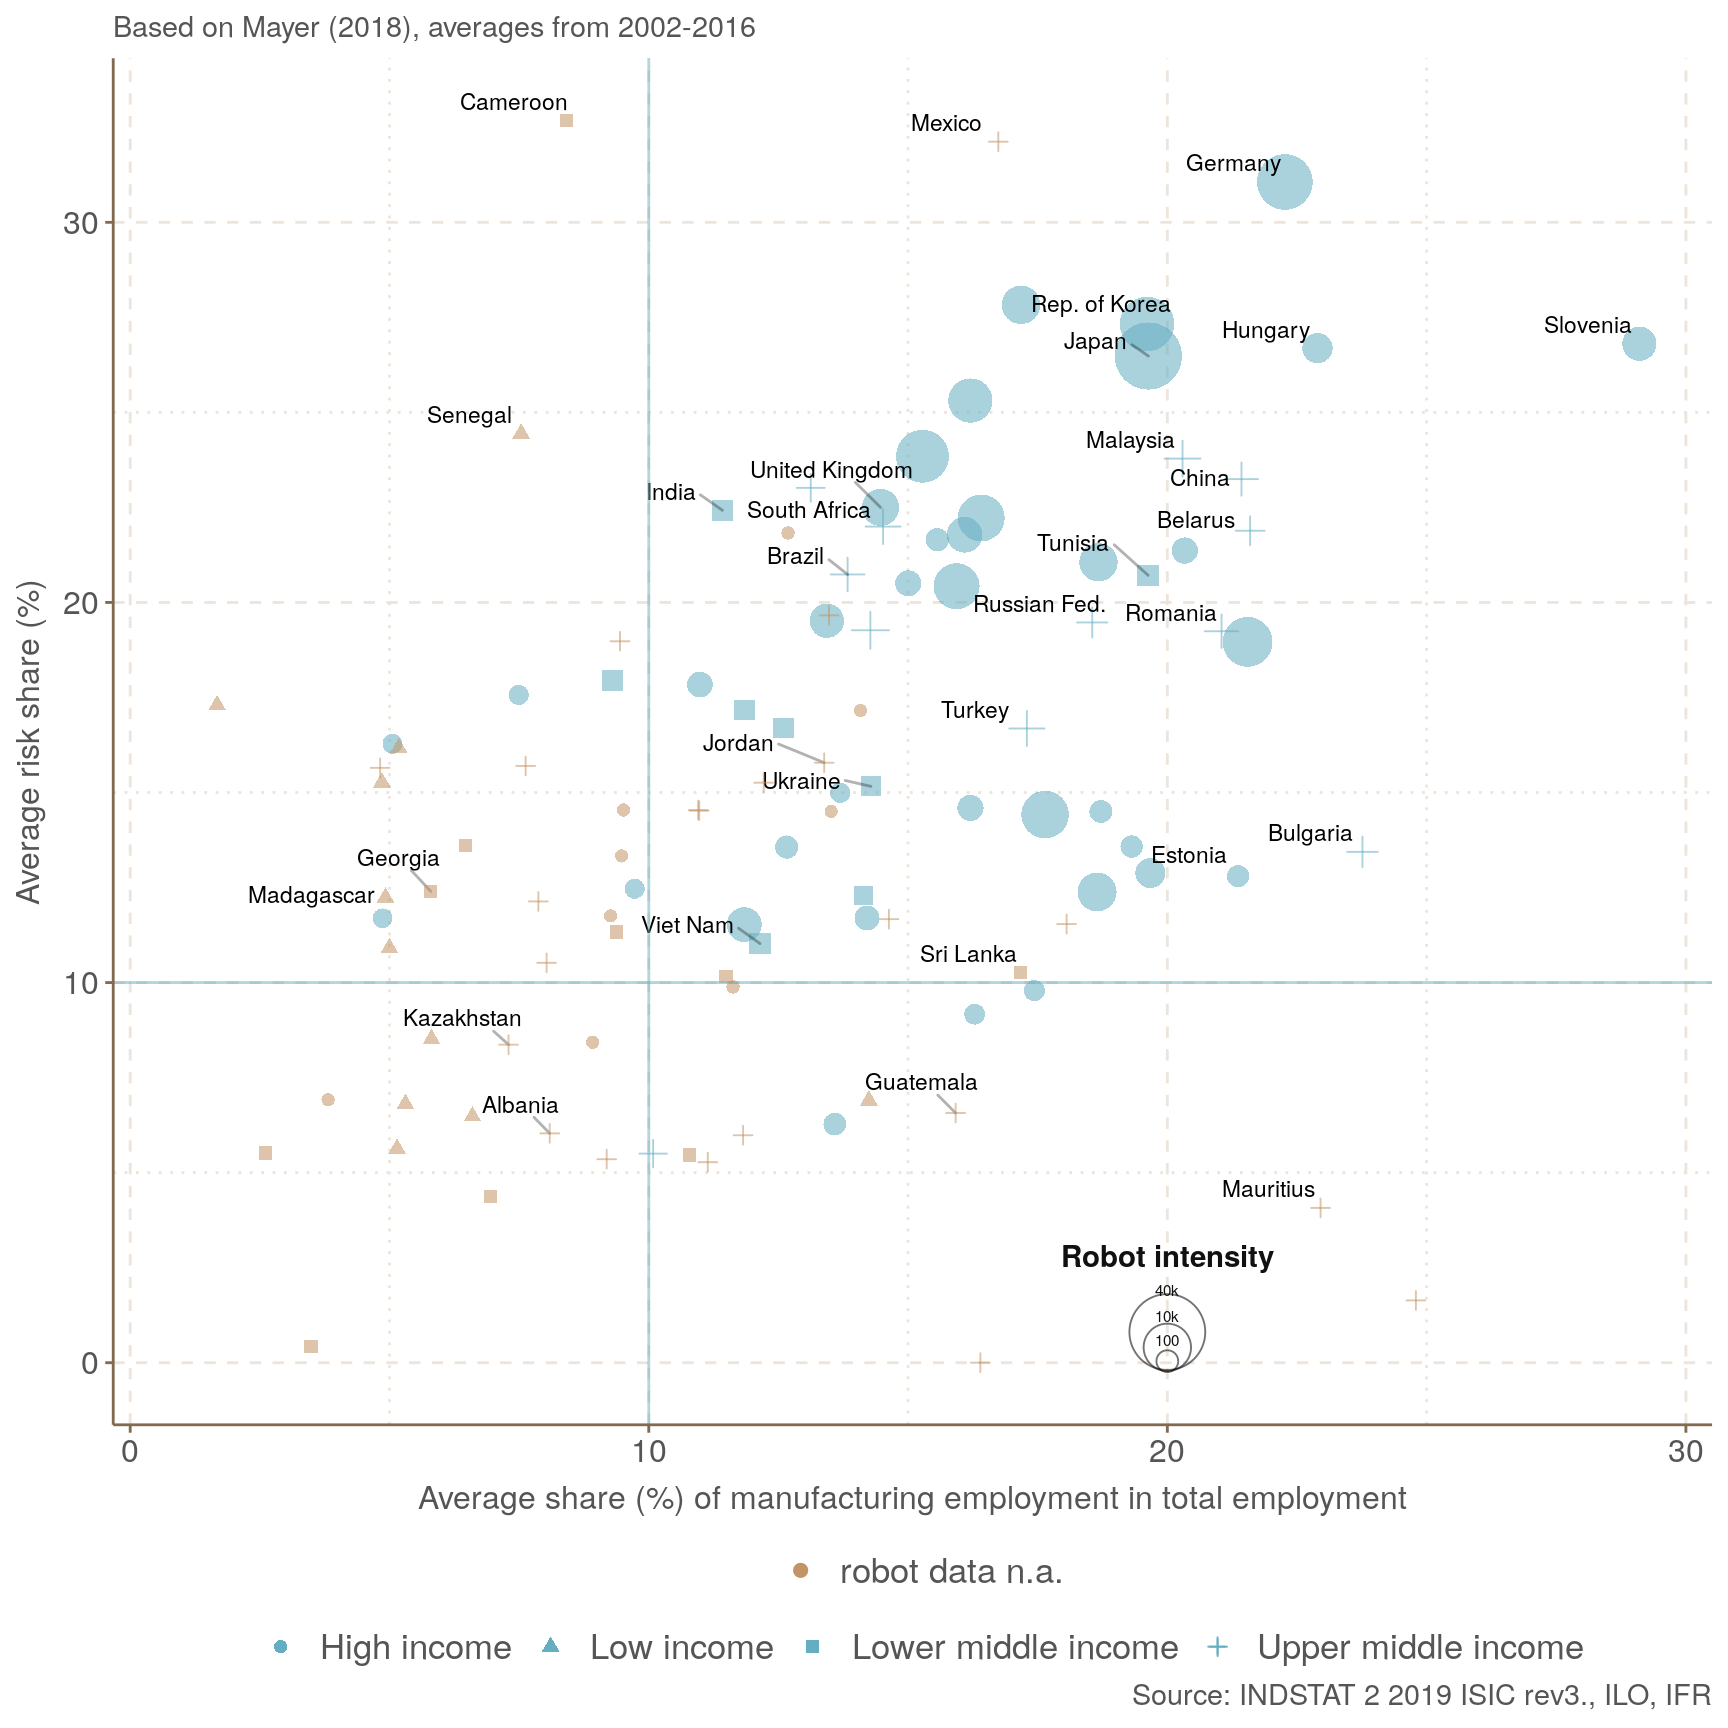 Based on Mayer (2018), averages from 2002-2016
Cameroon
Mexico
Germany
30
Rep. of Korea
Slovenia
Hungary
Japan
Senegal
Malaysia
United Kingdom
China
India
South Africa
Belarus
Tunisia
Brazil
20
Russian Fed.
Romania
Average risk share (%)
Turkey
Jordan
Ukraine
Bulgaria
Georgia
Estonia
Madagascar
Viet Nam
Sri Lanka
10
Kazakhstan
Guatemala
Albania
Mauritius
Robot intensity
40k
10k
100
0
0
10
20
30
Average share (%) of manufacturing employment in total employment
robot data n.a.
High income
Low income
Lower middle income
Upper middle income
Source: INDSTAT 2 2019 ISIC rev3., ILO, IFR